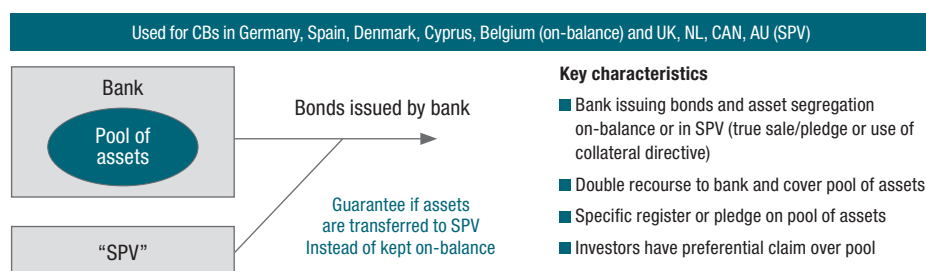 Used for CBs in Germany, Spain, Denmark, Cyprus, Belgium (on-balance) and UK, NL, CAN, AU (SPV)
Bank
Pool of
assets
"SPV"
Bonds issued by bank
Guarantee if assets
are transferred to SPV
Instead of kept on-balance
Key characteristics
Bank issuing bonds and asset segregation
on-balance or in SPV (true sale/pledge or use of
collateral directive)
Double recourse to bank and cover pool of assets
Specific register or pledge on pool of assets
Investors have preferential claim over pool